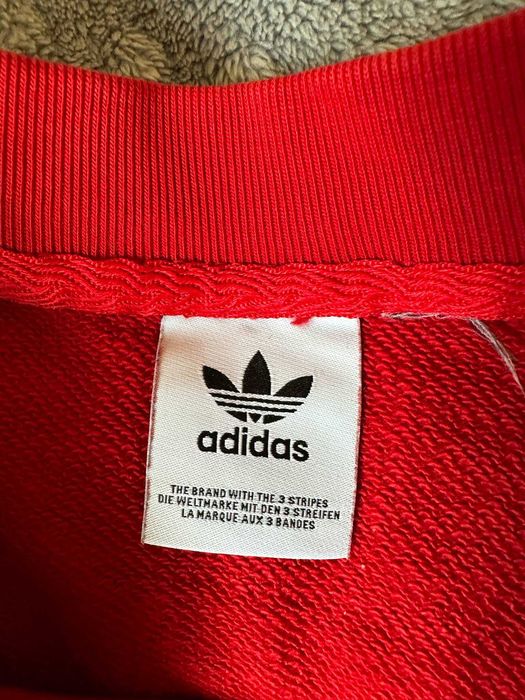 adidas
THE BRAND WITH THE 3 STRIPES
DIE WELTMARKE MIT DEN 3 STREIFEN
LA MARQUE AUX 3 BANDES